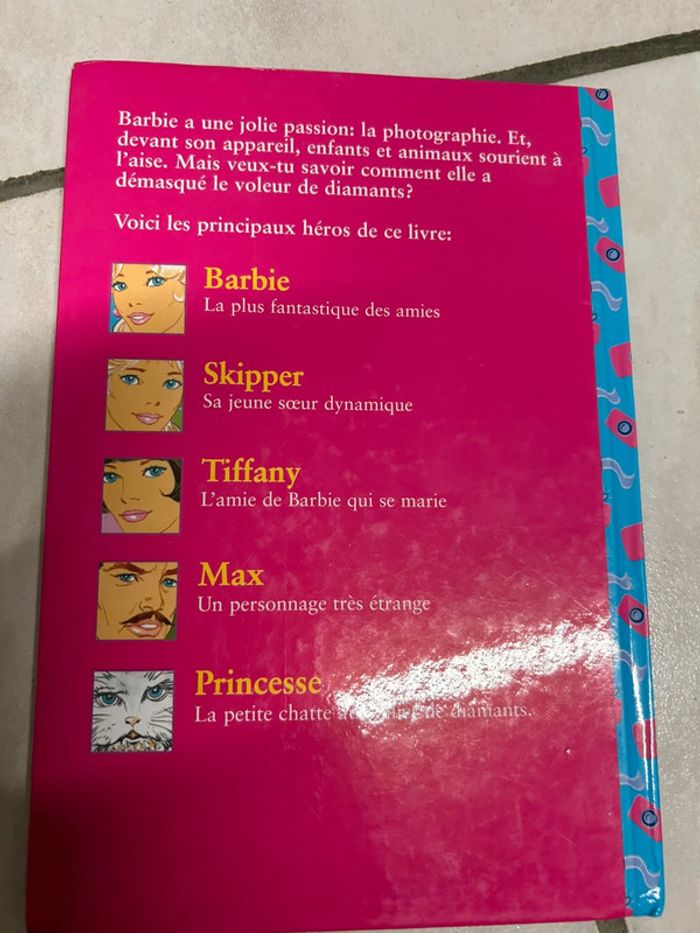 Barbie a une jolie passion: la photographie. Et,
devant son appareil, enfants et animaux sourient à
l'aise. Mais veux-tu savoir comment elle a
démasqué le voleur de diamants?
Voici les principaux héros de ce livre:
Barbie
La plus fantastique des amies
Skipper
Sa jeune sœur dynamique
Tiffany
L'amie de Barbie qui se marie
Max
Un personnage très étrange
Princesse
La petite chatte de diamants.